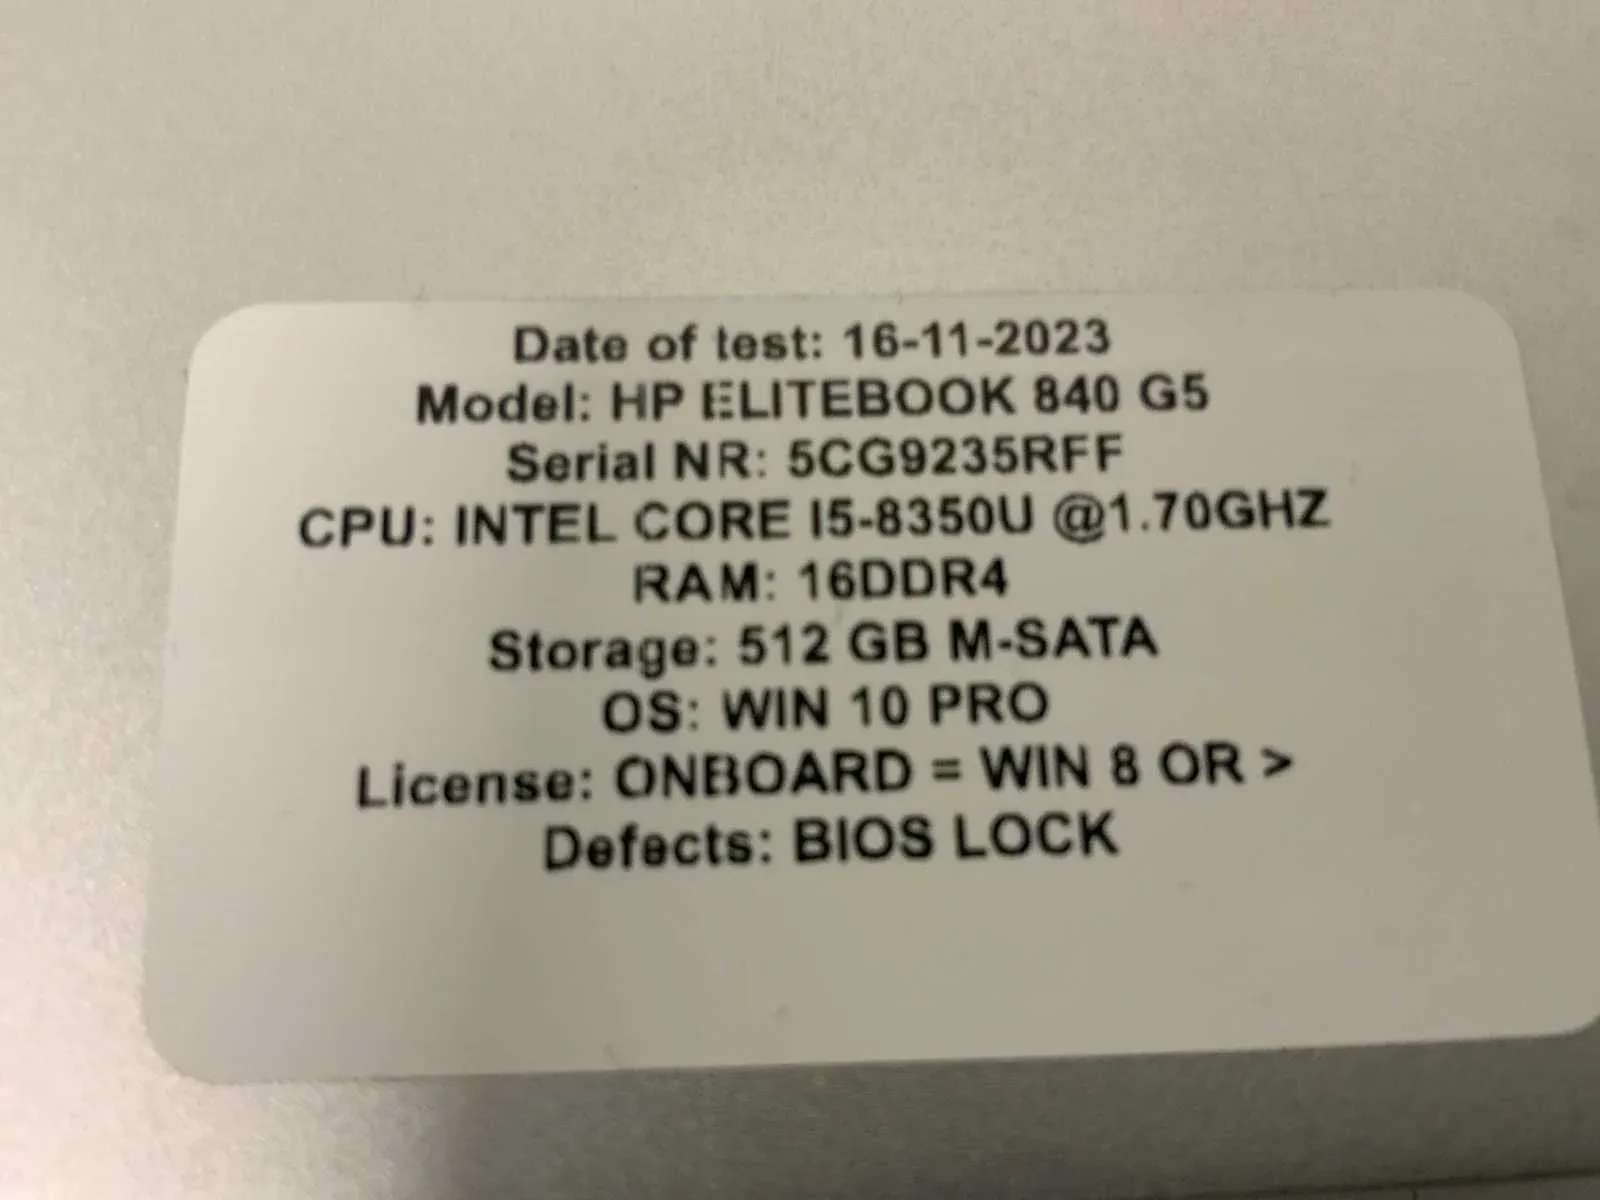 Date of test: 16-11-2023
Model: HP ELITEBOOK 840 G5
Serial NR: 5CG9235RFF
CPU: INTEL CORE I5-8350U @1.70GHZ
RAM: 16DDR4
Storage: 512 GB M-SATA
OS: WIN 10 PRO
License: ONBOARD = WIN 8 OR >
Defects: BIOS LOCK